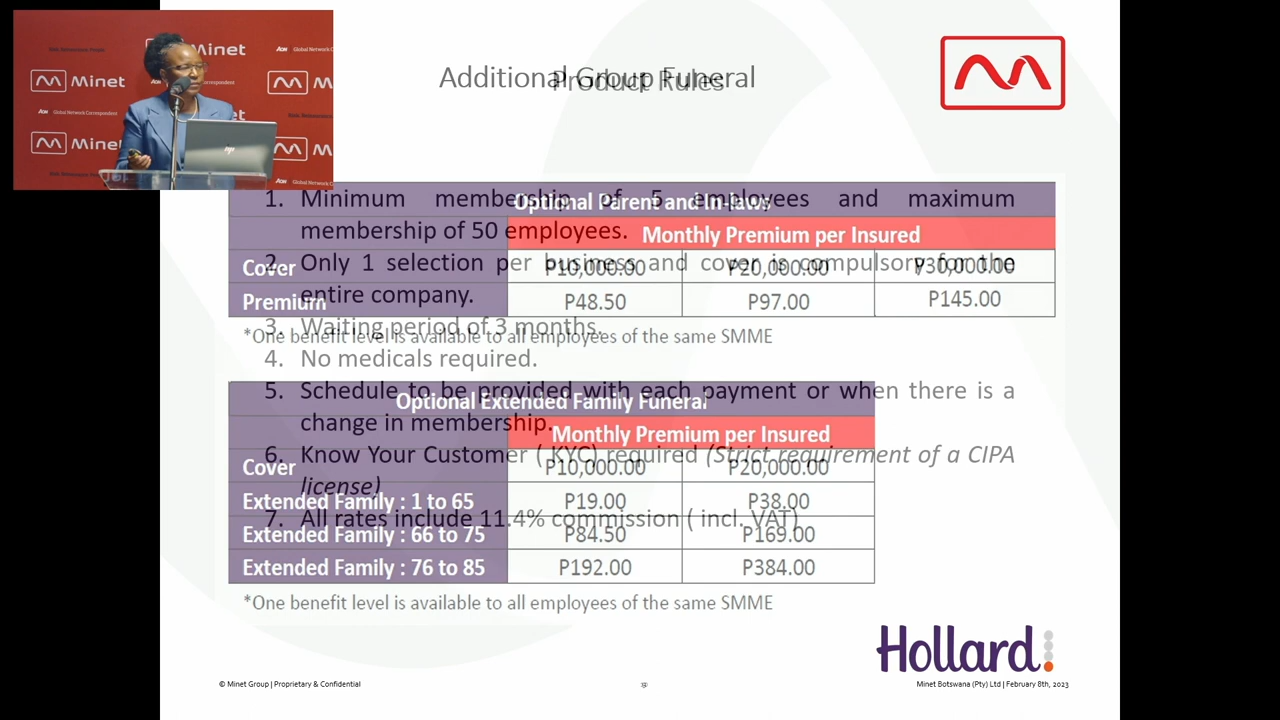 Minet
Additional Group Funeral
Product Rules
Minet
Global Network Correspondent
Minet
Minet
1. Minimum membership of 5 employees and maximum
membership of 50 employees.
2. Only 1 selection per business and cover is compulsory for the
entire company.
3. Waiting period of 3 months.
4. No medicals required.
5. Schedule to be provided with each payment or when there is a
change in membership.
6. Know Your Customer ( KYC) required (Strict requirement of a CIPA
license)
7. All rates include 11.4% commission ( incl. VAT)
Optional Parent and In-laws
Monthly Premium per Insured
Cover P10,000.00 P20,000.00 P30,000.00
Premium P48.50 P97.00 P145.00
*One benefit level is available to all employees of the same SMME
Optional Extended Family Funeral
Monthly Premium per Insured
Cover P10,000.00 P20,000.00
Extended Family : 1 to 65 P19.00 P38.00
Extended Family : 66 to 75 P84.50 P169.00
Extended Family : 76 to 85 P192.00 P384.00
*One benefit level is available to all employees of the same SMME
Hollard
© Minet Group | Proprietary & Confidential
Minet Botswana (Pty) Ltd | February 8th, 2023